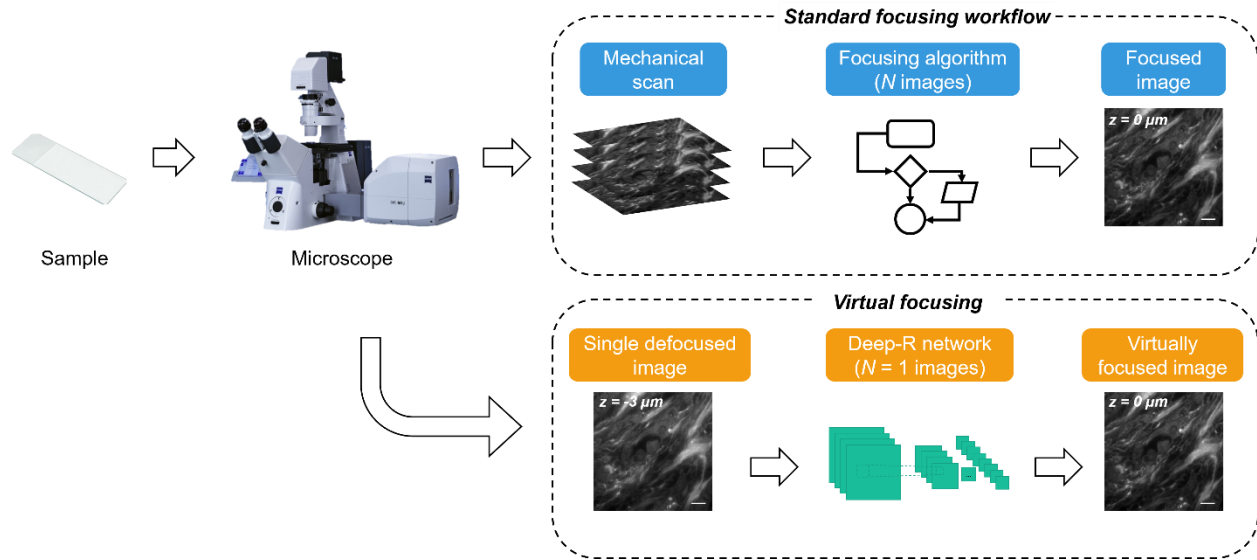 Standard focusing workflow
Mechanical
scan
Focusing algorithm
(N images)
Focused
image
z = 0 µm
Sample
Microscope
Virtual focusing
Single defocused
image
Deep-R network
(N = 1 images)
Virtually
focused image
z = -3 µm
z = 0 µm